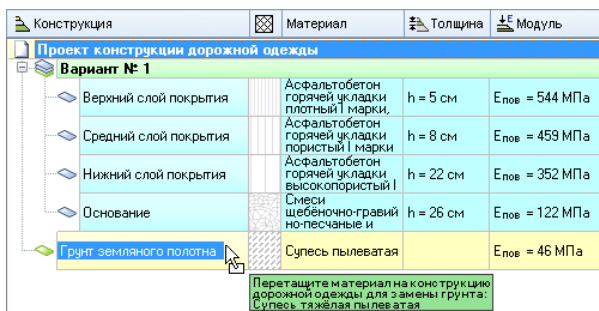 Конструкция Материал Толщина Модуль
Проект конструкции дорожной одежды
Вариант № 1
Верхний слой покрытия
Асфальтобетон
горячей укладки
плотный I марки,
h = 5 см
Eпов = 544 МПа
Средний слой покрытия
Асфальтобетон
горячей укладки
пористый I марки
h = 8 см
Eпов = 459 МПа
Нижний слой покрытия
Асфальтобетон
горячей укладки
высокопористый I
h = 22 см
Eпов = 352 МПа
Основание
Смеси
щебёночно-гравий
но-песчаные и
h = 26 см
Eпов = 122 МПа
Грунт земляного полотна
Супесь пылеватая
Eпов = 46 МПа
Перетащите материал на конструкцию
дорожной одежды для замены грунта:
Супесь тяжёлая пылеватая